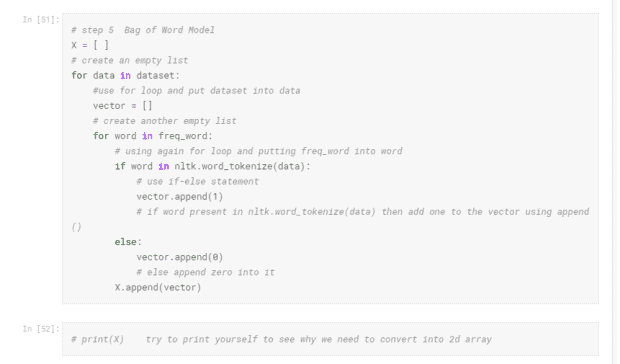 In [51]:
# step 5  Bag of Word Model
X = [ ]
# create an empty list
for data in dataset:
    #use for loop and put dataset into data
    vector = []
    # create another empty list
    for word in freq_word:
        # using again for loop and putting freq_word into word
        if word in nltk.word_tokenize(data):
            # use if-else statement
            vector.append(1)
            # if word present in nltk.word_tokenize(data) then add one to the vector using append
()
        else:
            vector.append(0)
            # else append zero into it
        X.append(vector)
In [52]:
# print(X)    try to print yourself to see why we need to convert into 2d array